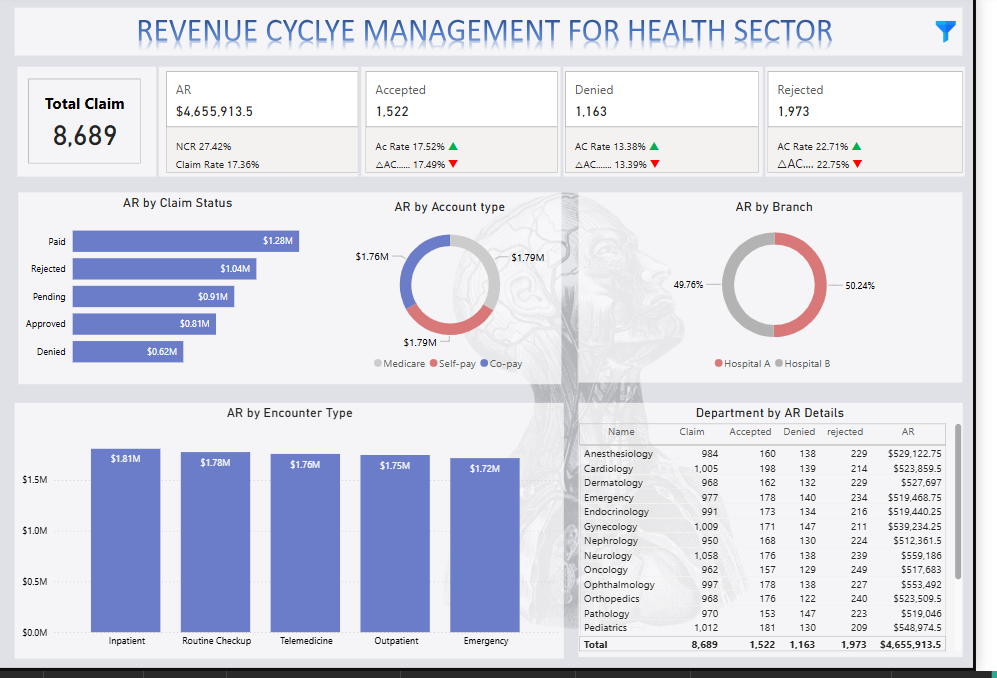 REVENUE CYCLYE MANAGEMENT FOR HEALTH SECTOR
Total Claim
8,689
AR
$4,655,913.5
NCR 27.42%
Claim Rate 17.36%
Accepted
1,522
Ac Rate 17.52%
△AC...... 17.49%
Denied
1,163
AC Rate 13.38%
△AC....... 13.39%
Rejected
1,973
AC Rate 22.71%
△AC.... 22.75%
AR by Claim Status
Paid $1.28M
Rejected $1.04M
Pending $0.91M
Approved $0.81M
Denied $0.62M
AR by Account type
$1.76M
$1.79M
$1.79M
Medicare Self-pay Co-pay
AR by Branch
49.76%
50.24%
Hospital A Hospital B
AR by Encounter Type
$1.5M
$1.0M
$0.5M
$0.0M
$1.81M $1.78M $1.76M $1.75M $1.72M
Inpatient Routine Checkup Telemedicine Outpatient Emergency
Department by AR Details
Name Claim Accepted Denied rejected AR
Anesthesiology 984 160 138 229 $529,122.75
Cardiology 1,005 198 139 214 $523,859.5
Dermatology 968 162 132 229 $527,697
Emergency 977 178 140 234 $519,468.75
Endocrinology 991 173 134 216 $519,440.25
Gynecology 1,009 171 147 211 $539,234.25
Nephrology 950 168 130 224 $512,361.5
Neurology 1,058 176 138 239 $559,186
Oncology 962 157 129 249 $517,683
Ophthalmology 997 178 138 227 $553,492
Orthopedics 968 176 122 240 $523,509.5
Pathology 970 153 147 223 $519,046
Pediatrics 1,012 181 130 209 $548,974.5
Total 8,689 1,522 1,163 1,973 $4,655,913.5